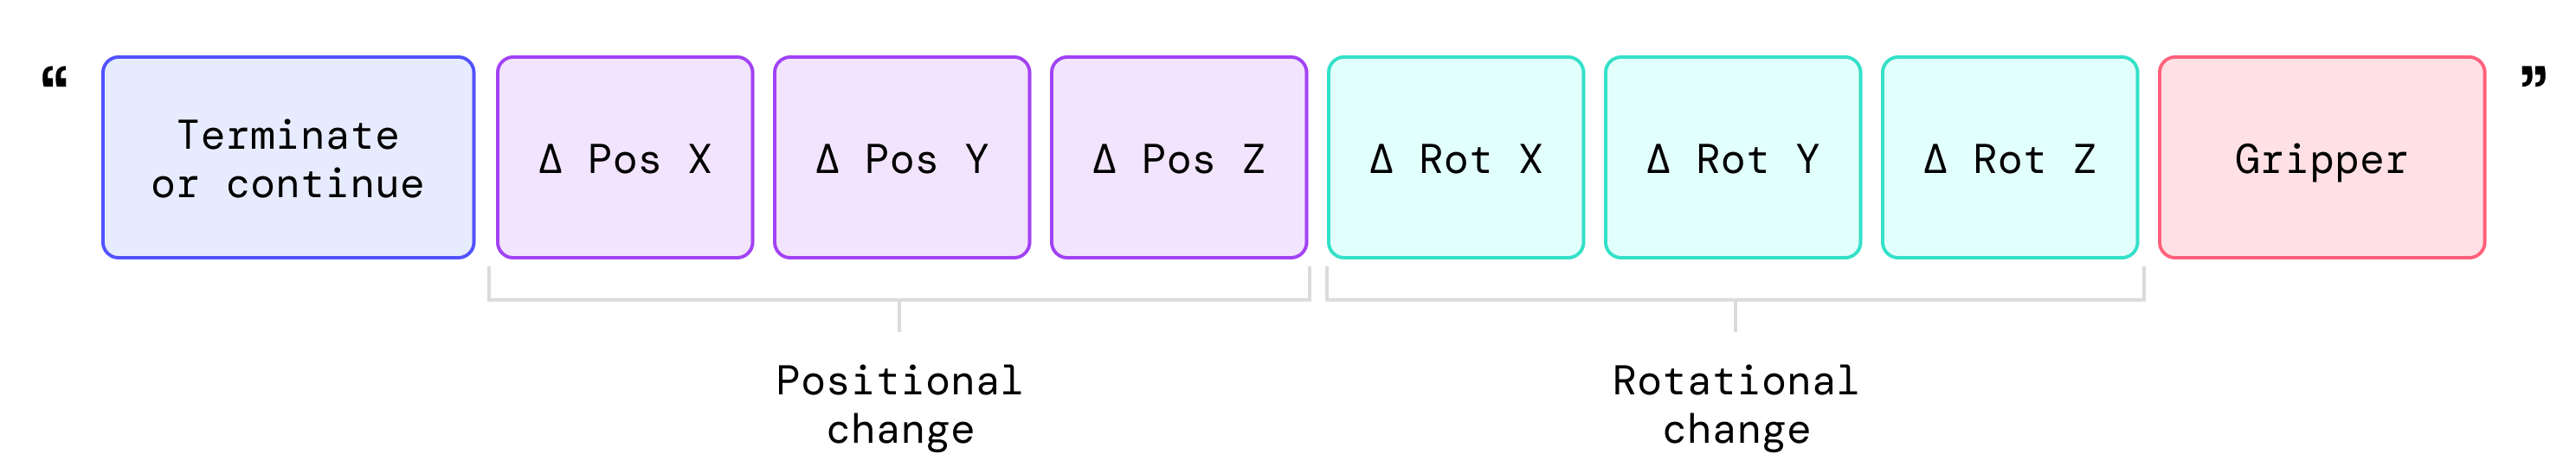 “
Terminate
or continue
Δ Pos X
Δ Pos Y
Δ Pos Z
Δ Rot X
Δ Rot Y
Δ Rot Z
Gripper
”
Positional
change
Rotational
change